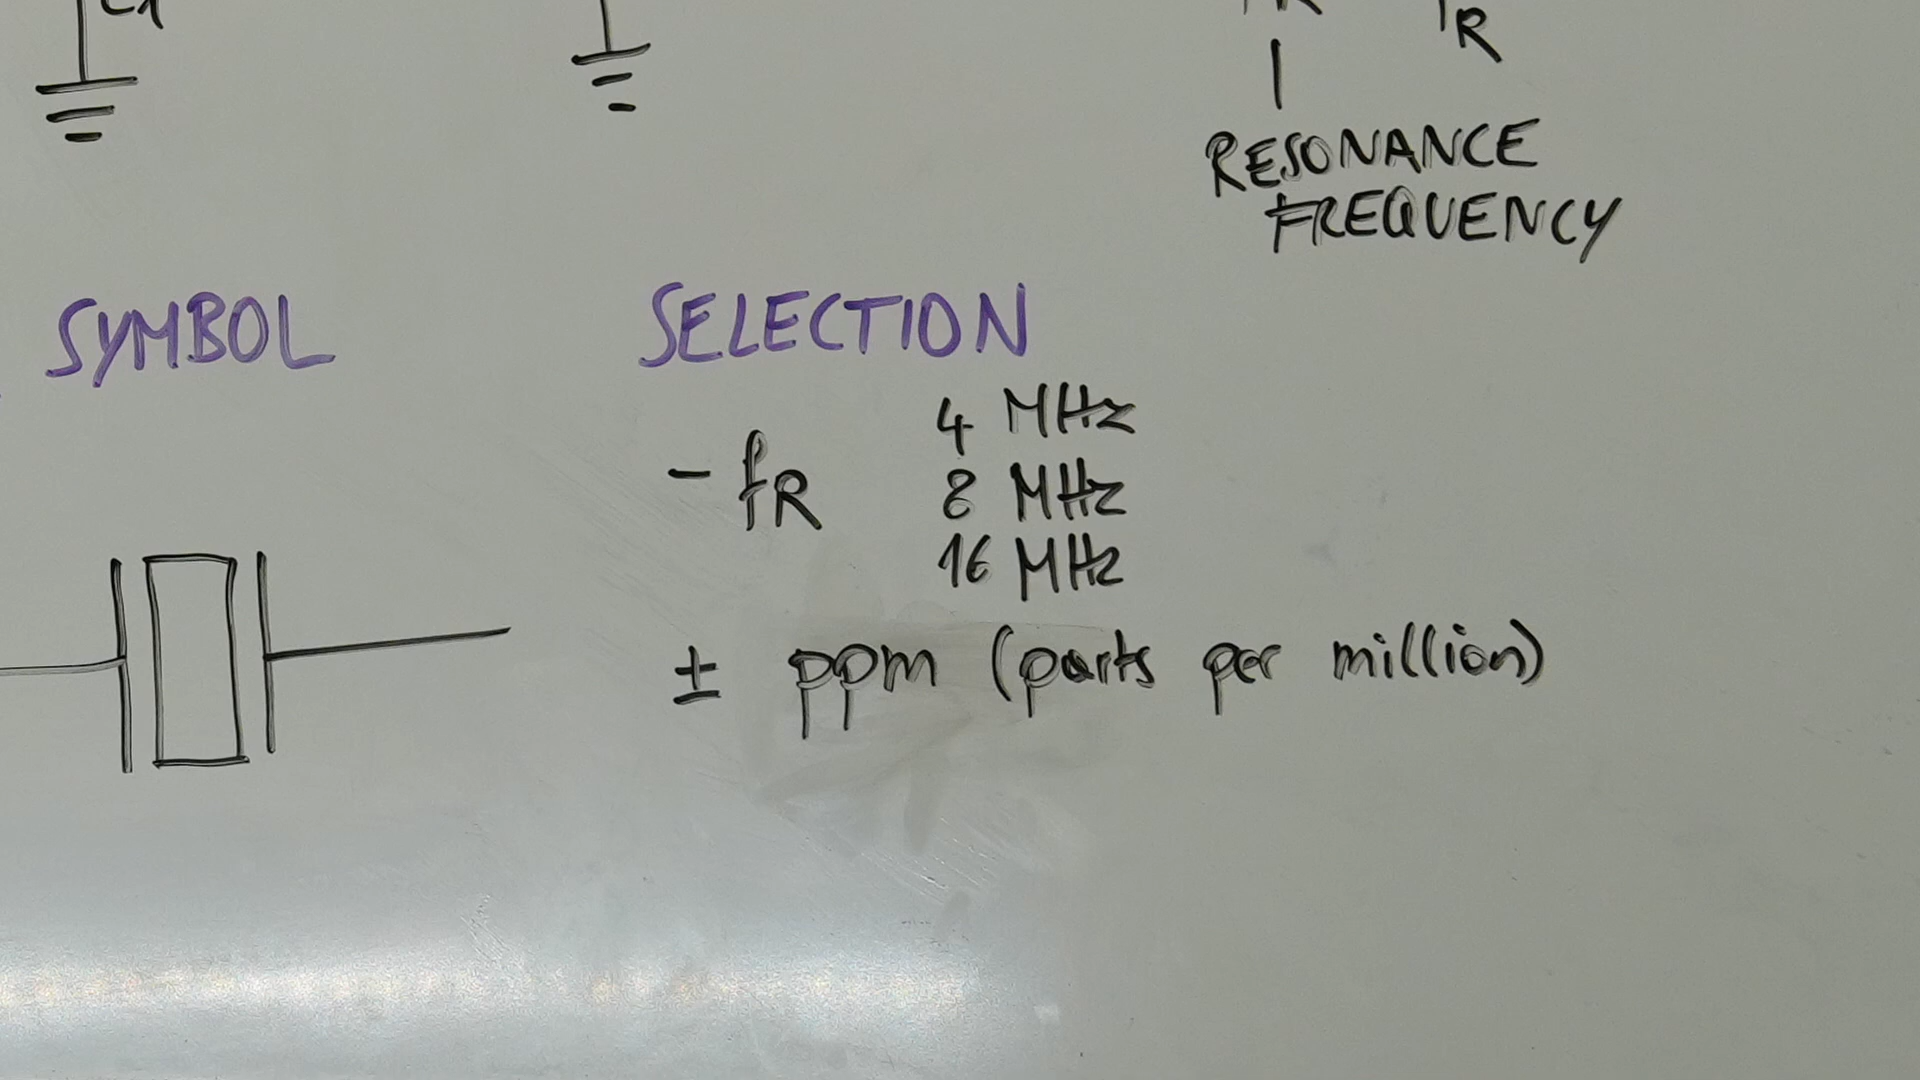 RESONANCE
FREQUENCY
SYMBOL
SELECTION
- fR
4 MHz
8 MHz
16 MHz
± ppm (parts per million)